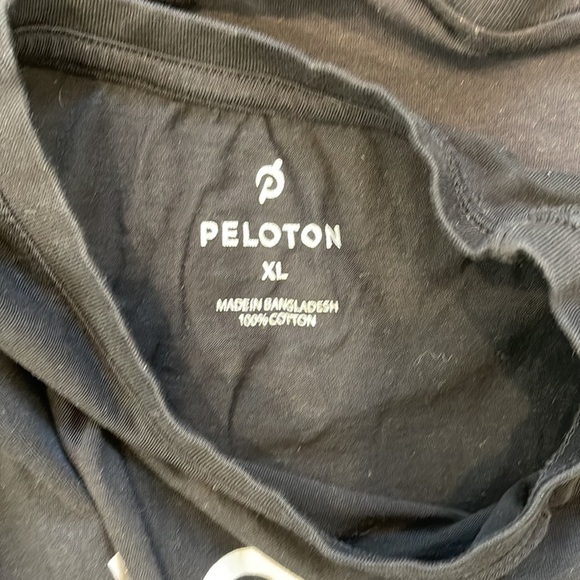 PELOTON
XL
MADE IN BANGLADESH
100% COTTON